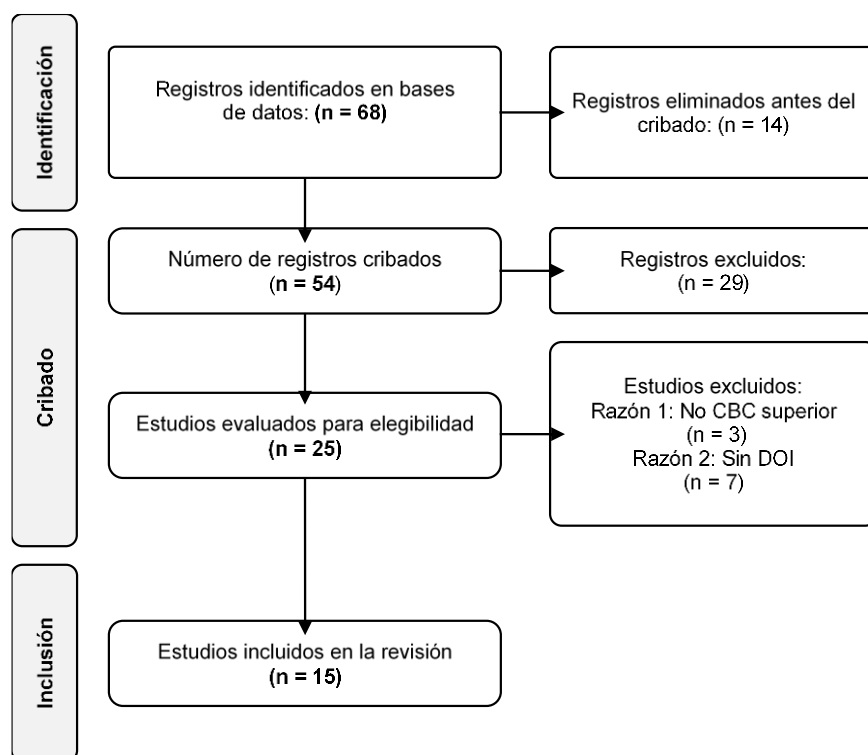 Identificación
Registros identificados en bases
de datos: (n = 68)
Registros eliminados antes del
cribado: (n = 14)
Cribado
Número de registros cribados
(n = 54)
Registros excluidos:
(n = 29)
Estudios evaluados para elegibilidad
(n = 25)
Estudios excluidos:
Razón 1: No CBC superior
(n = 3)
Razón 2: Sin DOI
(n = 7)
Inclusión
Estudios incluidos en la revisión
(n = 15)